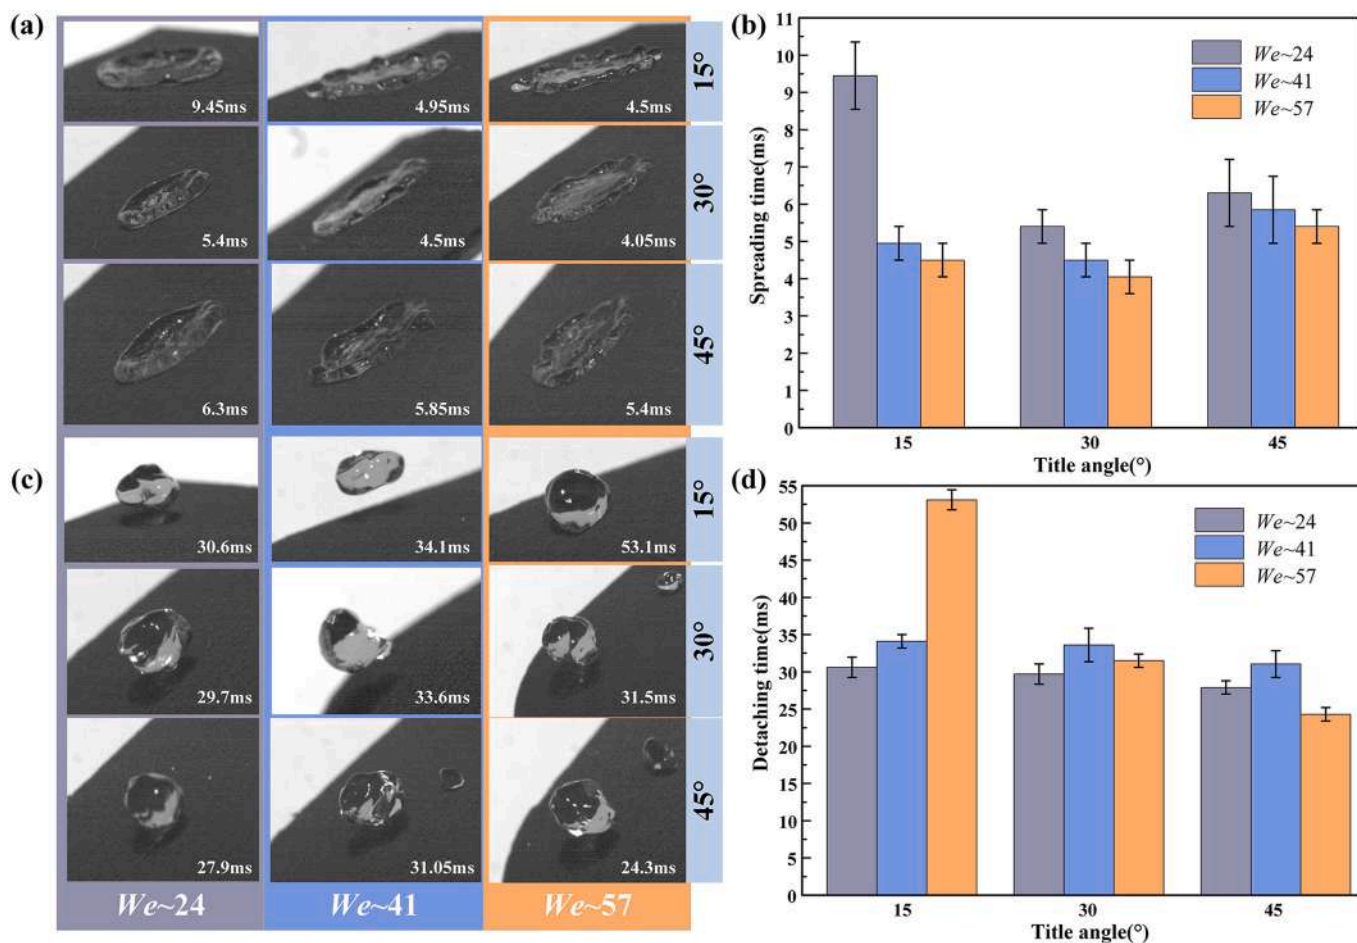 (a)
9.45ms
4.95ms
4.5ms
15°
5.4ms
4.5ms
4.05ms
30°
6.3ms
5.85ms
5.4ms
45°
(c)
30.6ms
34.1ms
53.1ms
15°
29.7ms
33.6ms
31.5ms
30°
27.9ms
31.05ms
24.3ms
45°
We~24
We~41
We~57
(b)
11
10
9
8
7
6
5
4
3
2
1
0
Spreading time(ms)
We~24
We~41
We~57
15
30
45
Title angle(°)
(d)
55
50
45
40
35
30
25
20
15
10
5
0
Detaching time(ms)
We~24
We~41
We~57
15
30
45
Title angle(°)